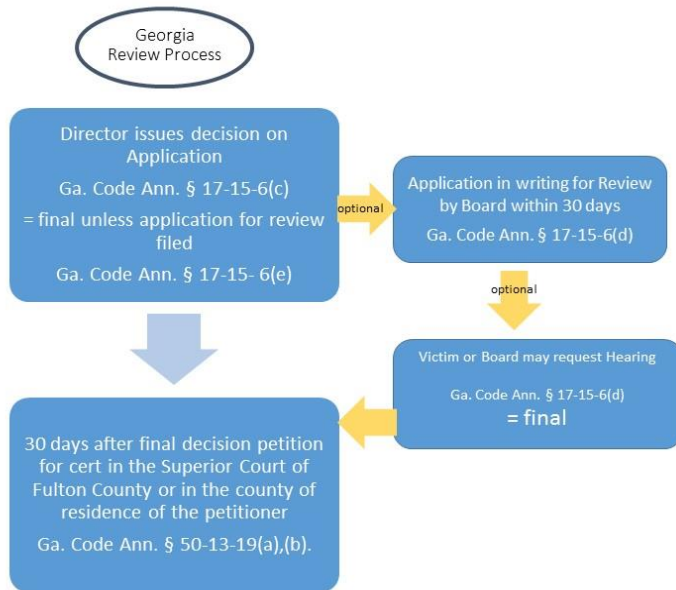 Georgia
Review Process
Director issues decision on
Application
Ga. Code Ann. § 17-15-6(c)
= final unless application for review
filed
Ga. Code Ann. § 17-15- 6(e)
optional
Application in writing for Review
by Board within 30 days
Ga. Code Ann. § 17-15-6(d)
optional
Victim or Board may request Hearing
Ga. Code Ann. § 17-15-6(d)
= final
30 days after final decision petition
for cert in the Superior Court of
Fulton County or in the county of
residence of the petitioner
Ga. Code Ann. § 50-13-19(a),(b).